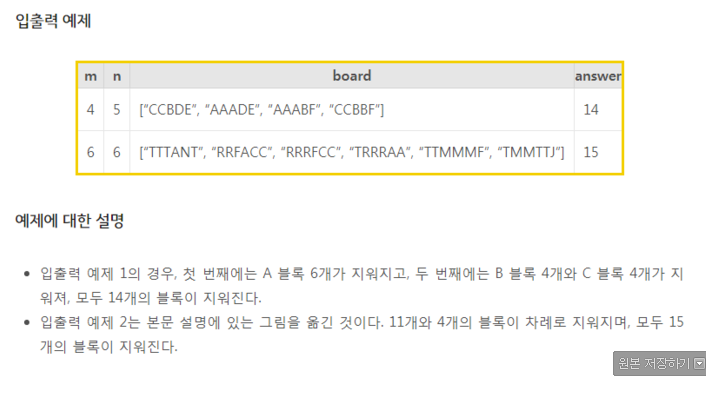 입출력 예제
m n board answer
4 5 ["CCBDE", "AAADE", "AAABF", "CCBBF"] 14
6 6 ["TTTANT", "RRFACC", "RRRFCC", "TRRRAA", "TTMMMF", "TMMTTJ"] 15
예제에 대한 설명
• 입출력 예제 1의 경우, 첫 번째에는 A 블록 6개가 지워지고, 두 번째에는 B 블록 4개와 C 블록 4개가 지
워져, 모두 14개의 블록이 지워진다.
• 입출력 예제 2는 본문 설명에 있는 그림을 옮긴 것이다. 11개와 4개의 블록이 차례로 지워지며, 모두 15
개의 블록이 지워진다.
원본 저장하기